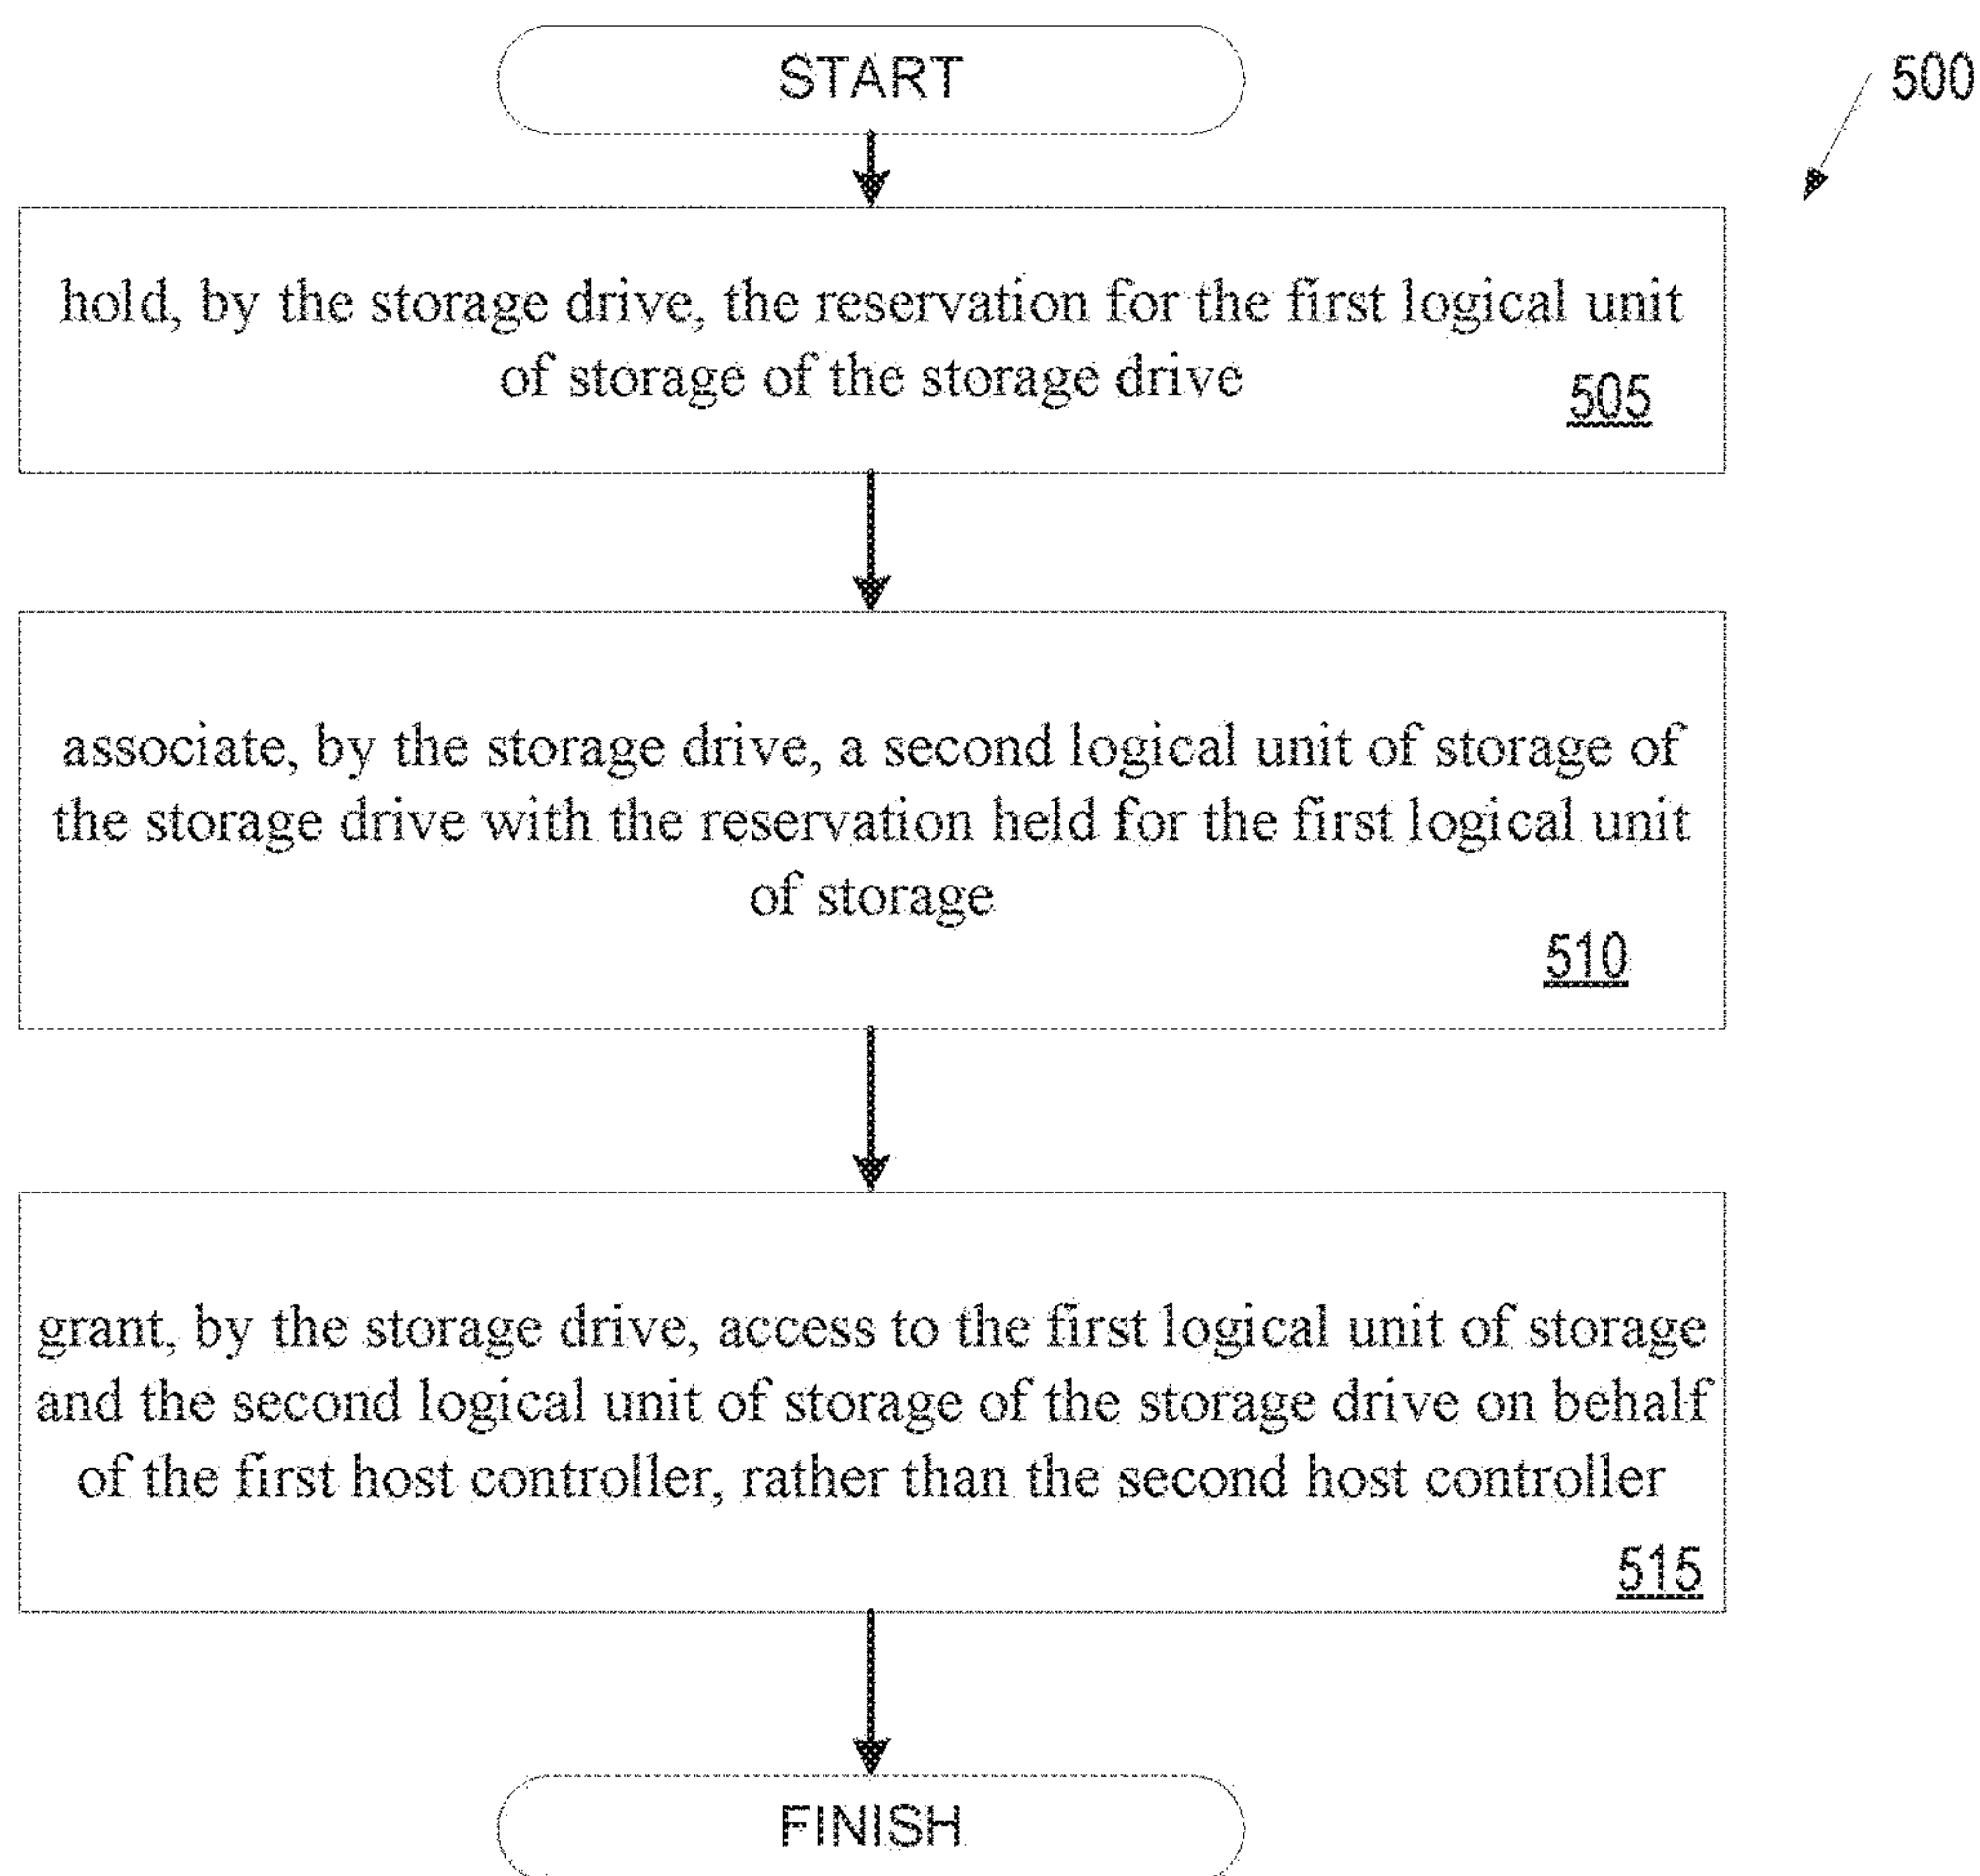 START
500
hold, by the storage drive, the reservation for the first logical unit
of storage of the storage drive
505
associate, by the storage drive, a second logical unit of storage of
the storage drive with the reservation held for the first logical unit
of storage
510
grant, by the storage drive, access to the first logical unit of storage
and the second logical unit of storage of the storage drive on behalf
of the first host controller, rather than the second host controller
515
FINISH